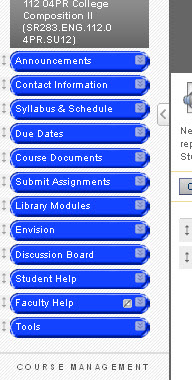 112 04PR College
Composition II
(SR283.ENG.112.0
4PR.SU12)
Announcements
Contact Information
Syllabus & Schedule
Due Dates
Course Documents
Submit Assignments
Library Modules
Envision
Discussion Board
Student Help
Faculty Help
Tools
COURSE MANAGEMENT
Ne
rep
Stu